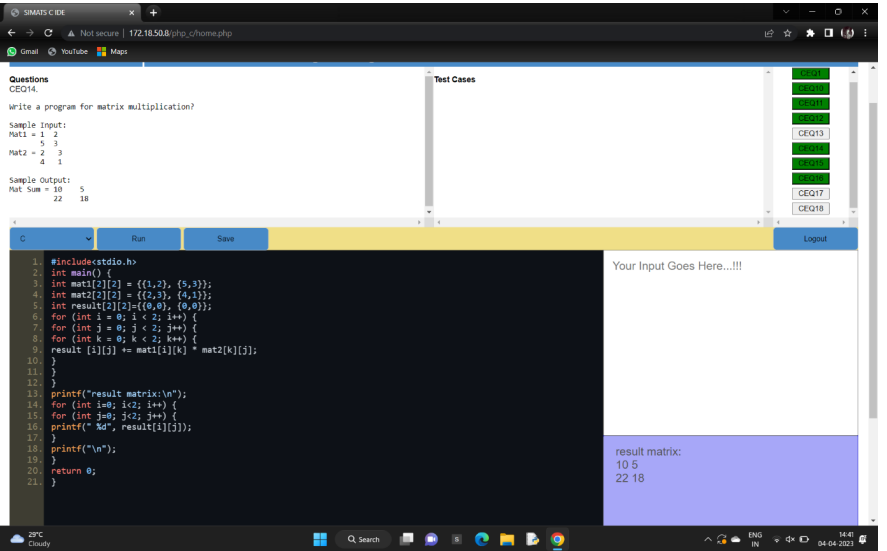 SIMATS C IDE
Not secure | 172.18.50.8/php_c/home.php
Gmail YouTube Maps
Questions
CEQ14,
Write a program for matrix multiplication?
Sample Input:
Mat1 = 1 2
5 3
Mat2 = 2 3
4 1
Sample Output:
Mat Sum = 10 5
22 18
Test Cases
CEQ1
CEQ10
CEQ11
CEQ12
CEQ13
CEQ14
CEQ15
CEQ16
CEQ17
CEQ18
C Run Save Logout
1. #include<stdio.h>
2. int main() {
3. int mat1[2][2] = {{1,2}, {5,3}};
4. int mat2[2][2] = {{2,3}, {4,1}};
5. int result[2][2]={{0,0}, {0,0}};
6. for (int i = 0; i < 2; i++) {
7. for (int j = 0; j < 2; j++) {
8. for (int k = 0; k < 2; k++) {
9. result [i][j] += mat1[i][k] * mat2[k][j];
10. }
11. }
12. }
13. printf("result matrix:\n");
14. for (int i=0; i<2; i++) {
15. for (int j=0; j<2; j++) {
16. printf(" %d", result[i][j]);
17. }
18. printf("\n");
19. }
20. return 0;
21. }
Your Input Goes Here...!!!
result matrix:
10 5
22 18
29°C
Cloudy
Search
ENG
IN
14:41
04-04-2023